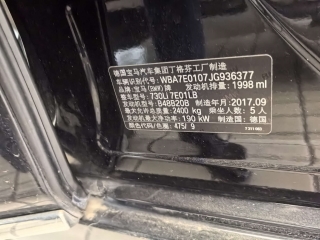 德国宝马汽车集团丁格芬工厂制造
车辆识别代号: WBA7E0107JG936377
品牌: 宝马 (BMW) 牌 发动机排量: 1998 ml
整车型号: 730Li 7E01LB
发动机型号: B48B20B 制造年月: 2017.09
最大允许总质量: 2400 kg 乘坐人数: 5 人
发动机最大净功率: 190 kW 制造国: 德国
颜色代码/色号: 475/ 9